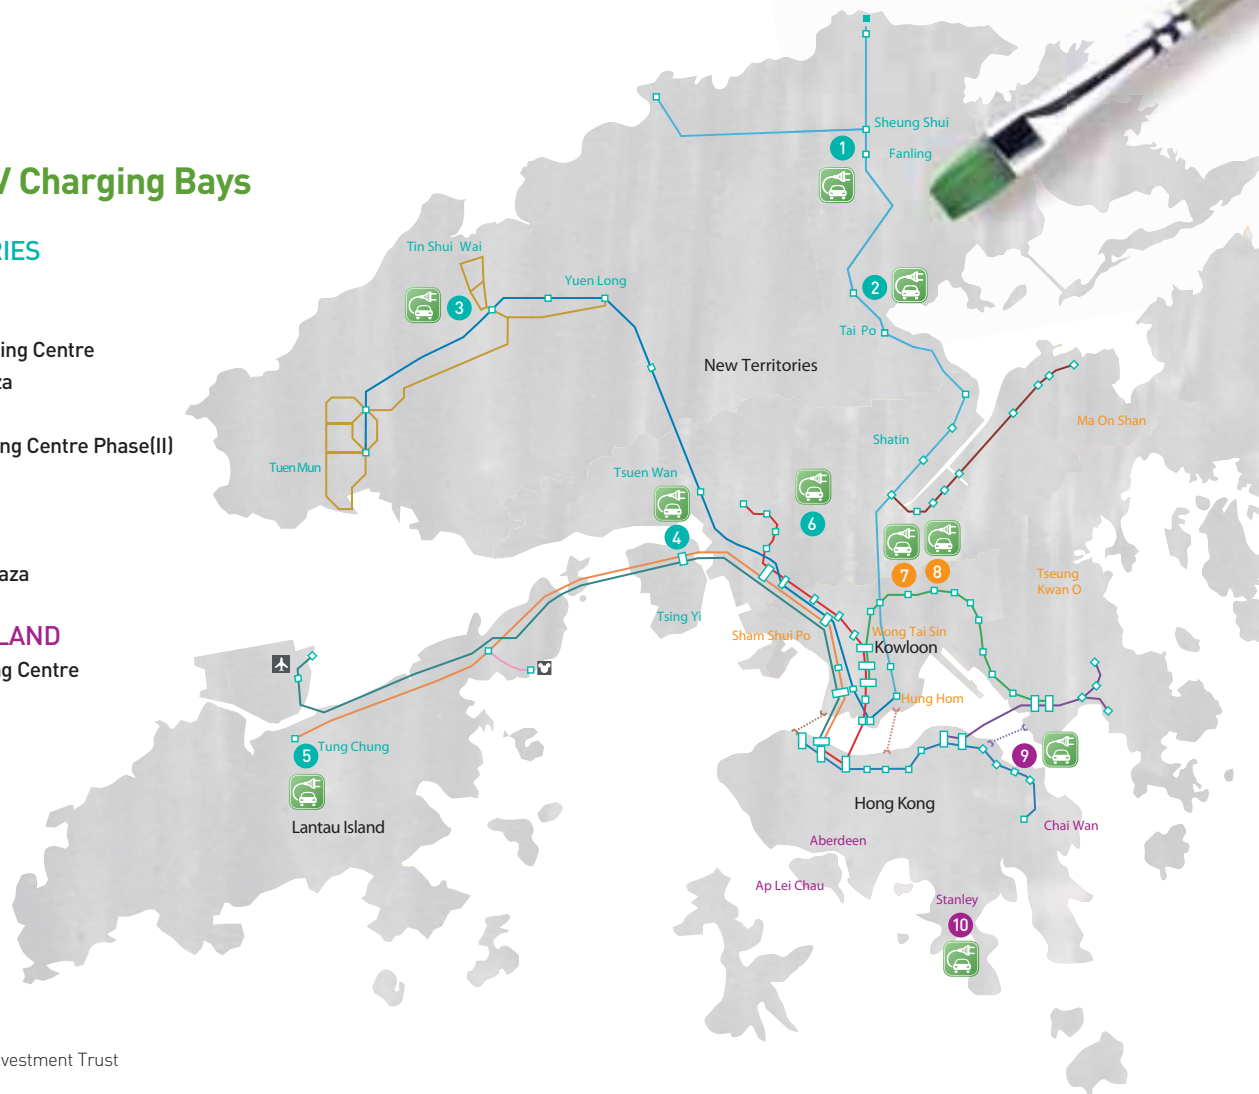 V Charging Bays
RIES
ing Centre
za
ng Centre Phase(II)
aza
LAND
g Centre
vestment Trust
Sheung Shui
1
Fanling
Tin Shui Wai
Yuen Long
3
2
Tai Po
New Territories
Ma On Shan
Shatin
Tuen Mun
Tsuen Wan
4
6
7
8
Tseung
Kwan O
Tsing Yi
Sham Shui Po
Wong Tai Sin
Kowloon
Hung Hom
Tung Chung
5
9
Lantau Island
Hong Kong
Chai Wan
Aberdeen
Ap Lei Chau
Stanley
10